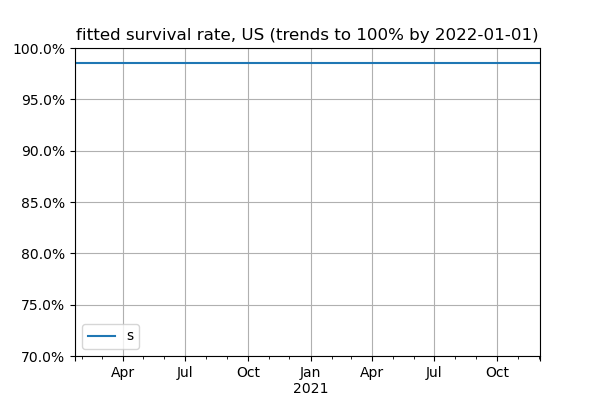 fitted survival rate, US (trends to 100% by 2022-01-01)
100.0%
95.0%
90.0%
85.0%
80.0%
75.0%
70.0%
s
Apr Jul Oct Jan Apr Jul Oct
2021